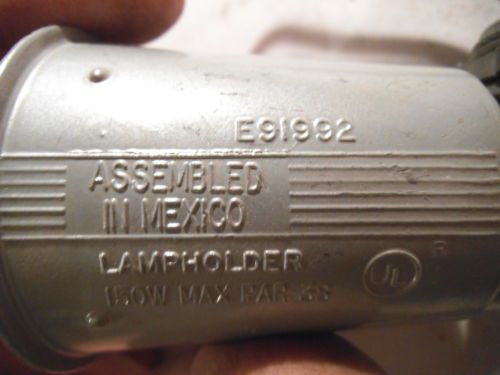 E91992
ASSEMBLED
IN MEXICO
LAMPHOLDER
150W MAX PAR-38
UL
®